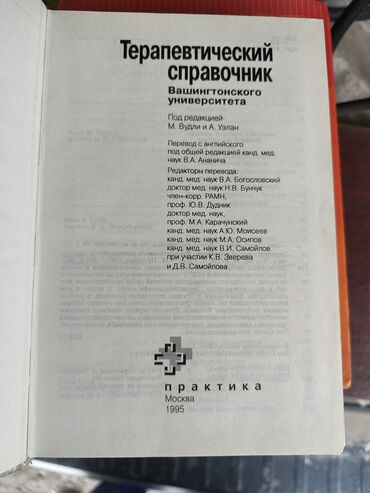 Терапевтический
справочник
Вашингтонского
университета
Под редакцией
М. Вудли и А. Уэлан
Перевод с английского
под общей редакцией канд. мед.
наук В.А. Ананича
Редакторы перевода:
канд. мед. наук В.А. Богословский
доктор мед. наук Н.В. Бунчук
член-корр. РАМН,
проф. Ю.В. Дудник
доктор мед. наук,
проф. М.А. Карачунский
канд. мед. наук А.Ю. Моисеев
канд. мед. наук М.А. Осипов
канд. мед. наук В.И. Самойлов
при участии К.В. Зверева
и Д.В. Самойлова
практика
Москва
1995